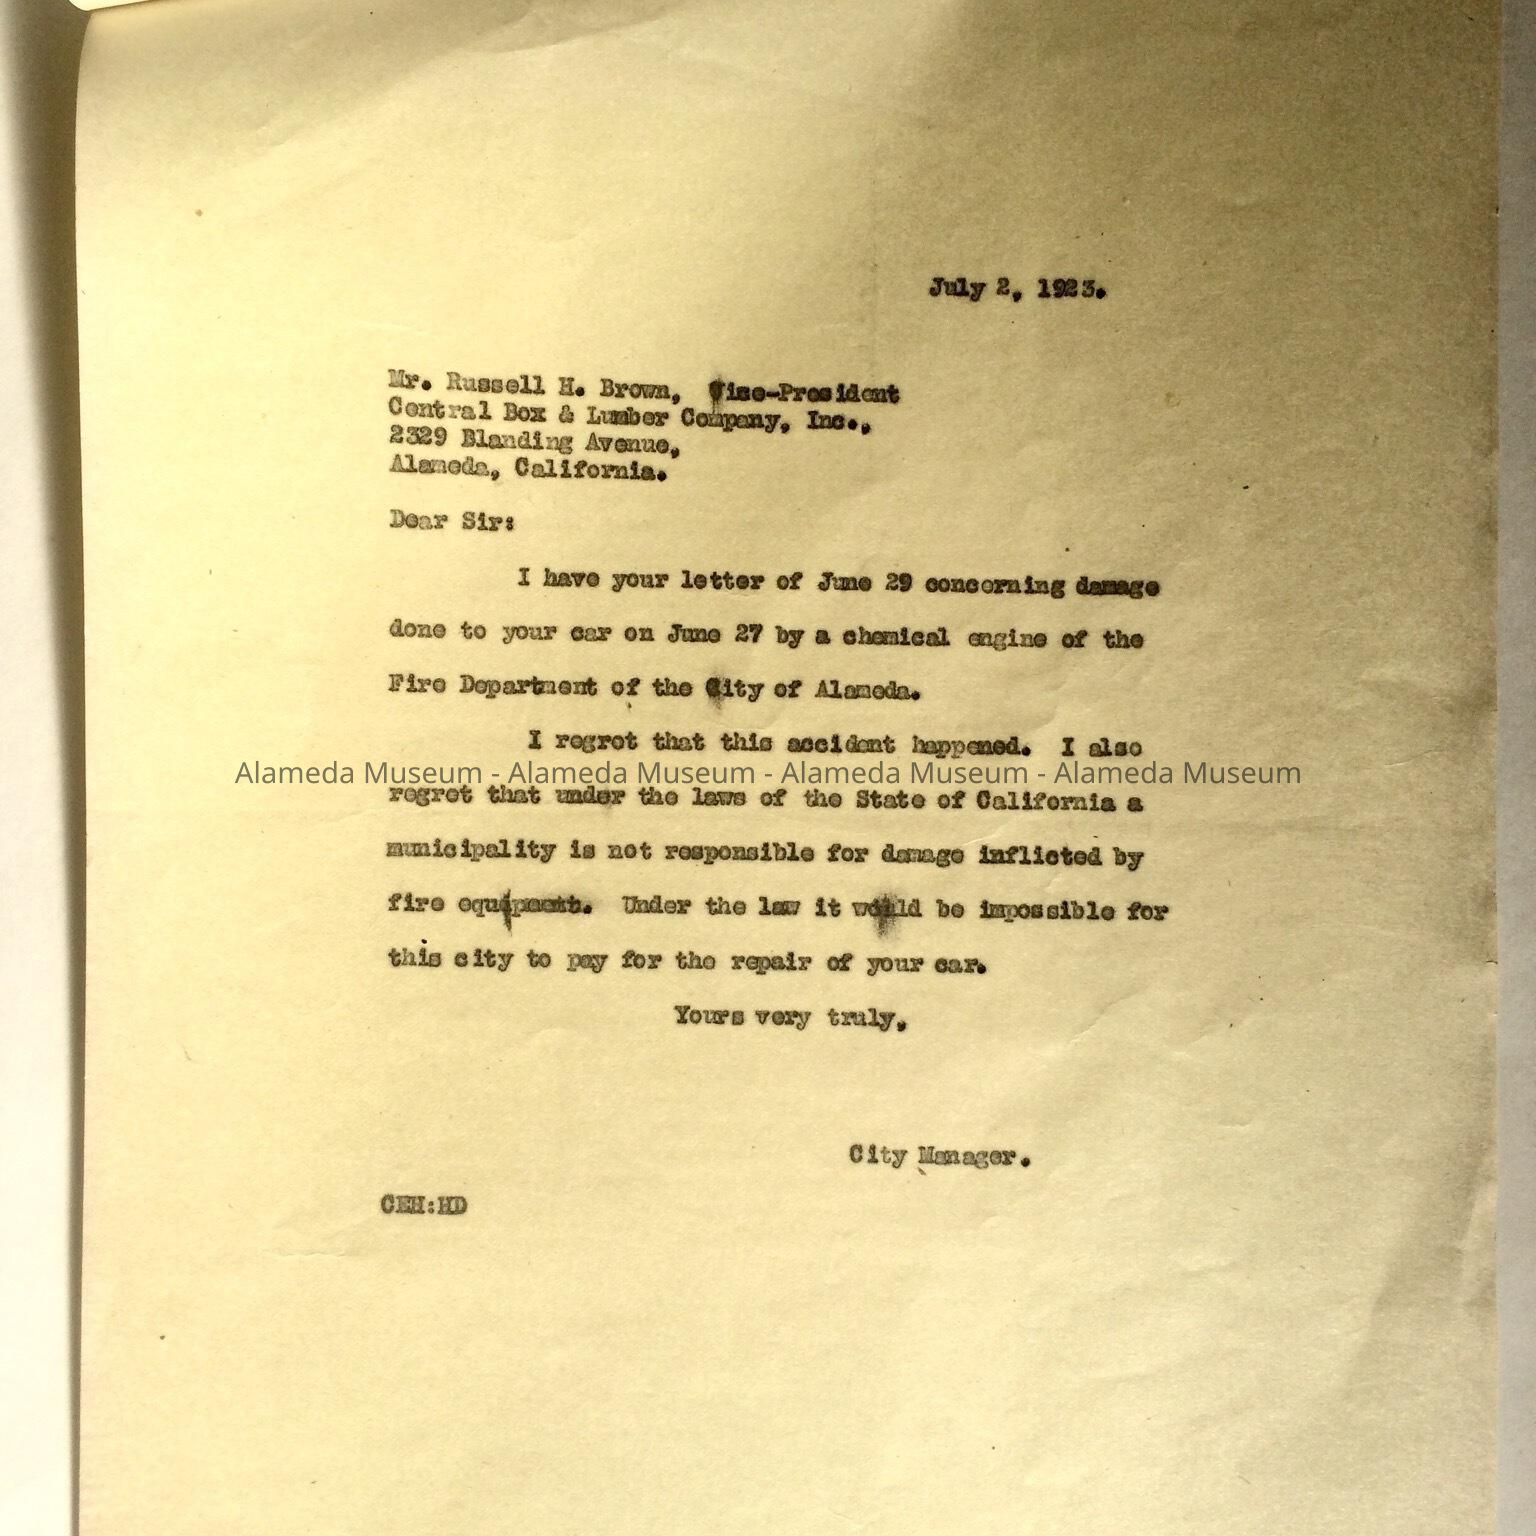 July 2, 1923.
Mr. Russell H. Brown, Vice-President
Central Box & Lumber Company, Inc.,
2329 Blanding Avenue,
Alameda, California.
Dear Sir:
I have your letter of June 29 concerning damage
done to your car on June 27 by a chemical engine of the
Fire Department of the City of Alameda.
I regret that this accident happened. I also
Alameda Museum - Alameda Museum - Alameda Museum - Alameda Museum
regret that under the laws of the State of California a
municipality is not responsible for damage inflicted by
fire equipment. Under the law it would be impossible for
this city to pay for the repair of your car.
Yours very truly,
City Manager.
CEH:HD